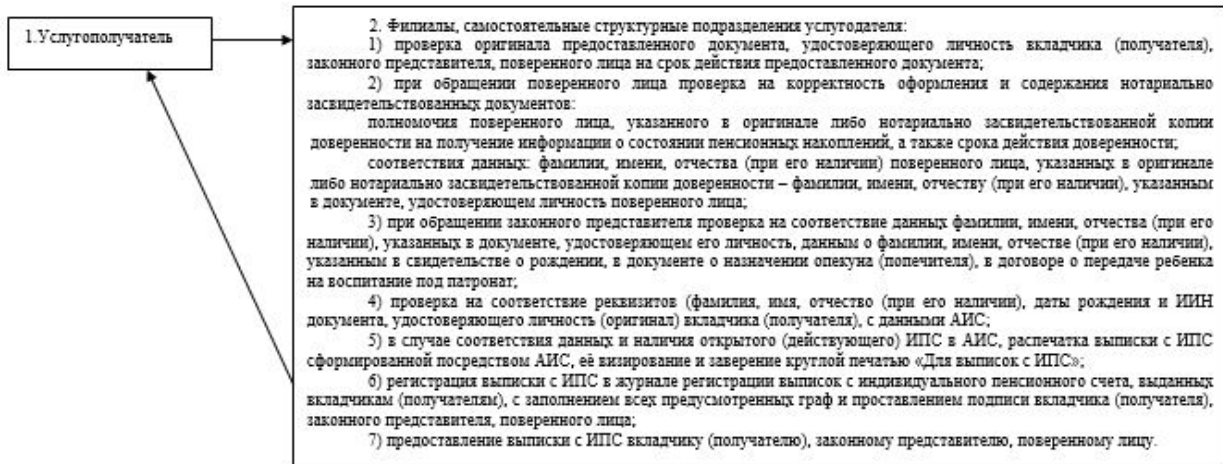 1.Услугополучатель
2. Филиалы, самостоятельные структурные подразделения услугодателя:
1) проверка оригинала предоставленного документа, удостоверяющего личность вкладчика (получателя),
законного представителя, поверенного лица на срок действия предоставленного документа;
2) при обращении поверенного лица проверка на корректность оформления и содержания нотариально
засвидетельствованных документов:
полномочия поверенного лица, указанного в оригинале либо нотариально засвидетельствованной копии
доверенности на получение информации о состоянии пенсионных накоплений, а также срока действия доверенности;
соответствия данных: фамилии, имени, отчества (при его наличии) поверенного лица, указанных в оригинале
либо нотариально засвидетельствованной копии доверенности – фамилии, имени, отчеству (при его наличии), указанным
в документе, удостоверяющем личность поверенного лица;
3) при обращении законного представителя проверка на соответствие данных фамилии, имени, отчества (при его
наличии), указанных в документе, удостоверяющем его личность, данным о фамилии, имени, отчестве (при его наличии),
указанным в свидетельстве о рождении, в документе о назначении опекуна (попечителя), в договоре о передаче ребенка
на воспитание под патронат;
4) проверка на соответствие реквизитов (фамилия, имя, отчество (при его наличии), даты рождения и ИИН
документа, удостоверяющего личность (оригинал) вкладчика (получателя), с данными АИС;
5) в случае соответствия данных и наличия открытого (действующего) ИПС в АИС, распечатка выписки с ИПС
сформированной посредством АИС, её визирование и заверение круглой печатью «Для выписок с ИПС»;
6) регистрация выписки с ИПС в журнале регистрации выписок с индивидуального пенсионного счета, выданных
вкладчикам (получателям), с заполнением всех предусмотренных граф и проставлением подписи вкладчика (получателя),
законного представителя, поверенного лица;
7) предоставление выписки с ИПС вкладчику (получателю), законному представителю, поверенному лицу.